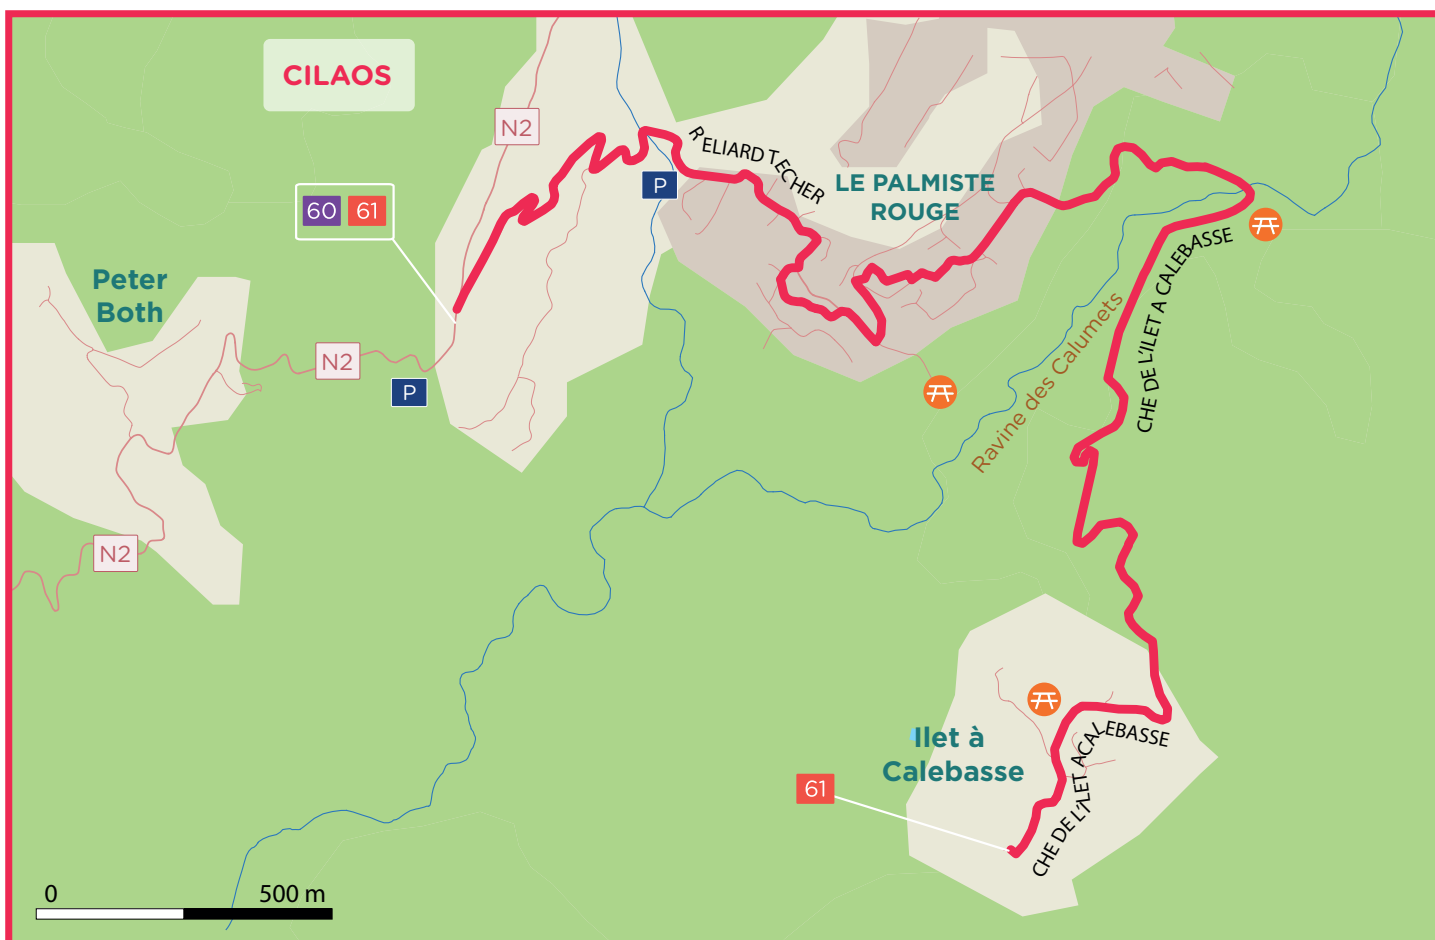 CILAOS
N2
R ELIARD TECHER
P
LE PALMISTE
ROUGE
60 61
CHE DE L'ILET A CALEBASSE
Peter
Both
Ravine des Calumets
N2
P
N2
Ilet à
Calebasse
CHE DE L'ILET A CALEBASSE
61
0 500 m